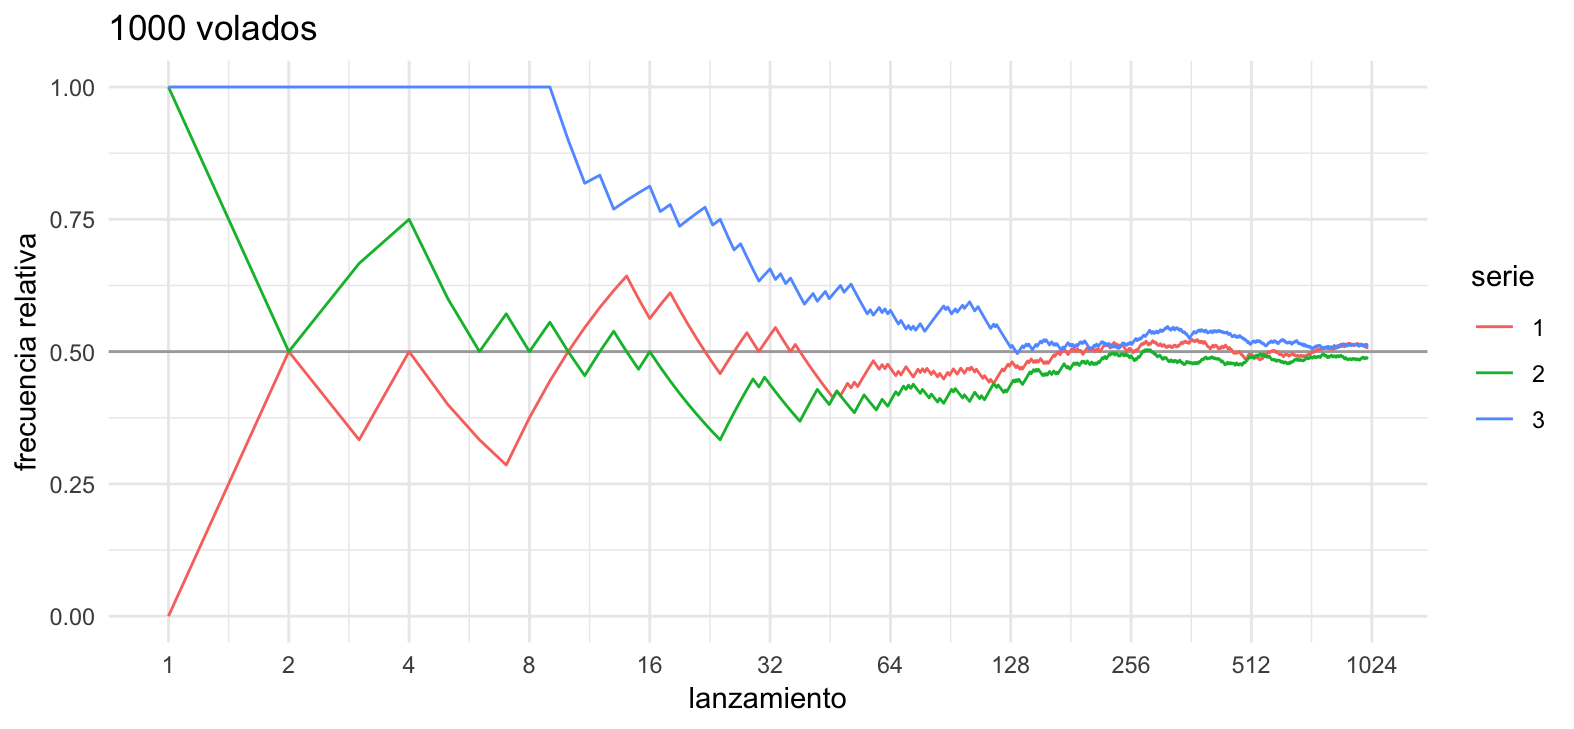 1000 volados
frecuencia relativa
1.00
0.75
0.50
0.25
0.00
1 2 4 8 16 32 64 128 256 512 1024
lanzamiento
serie
1
2
3